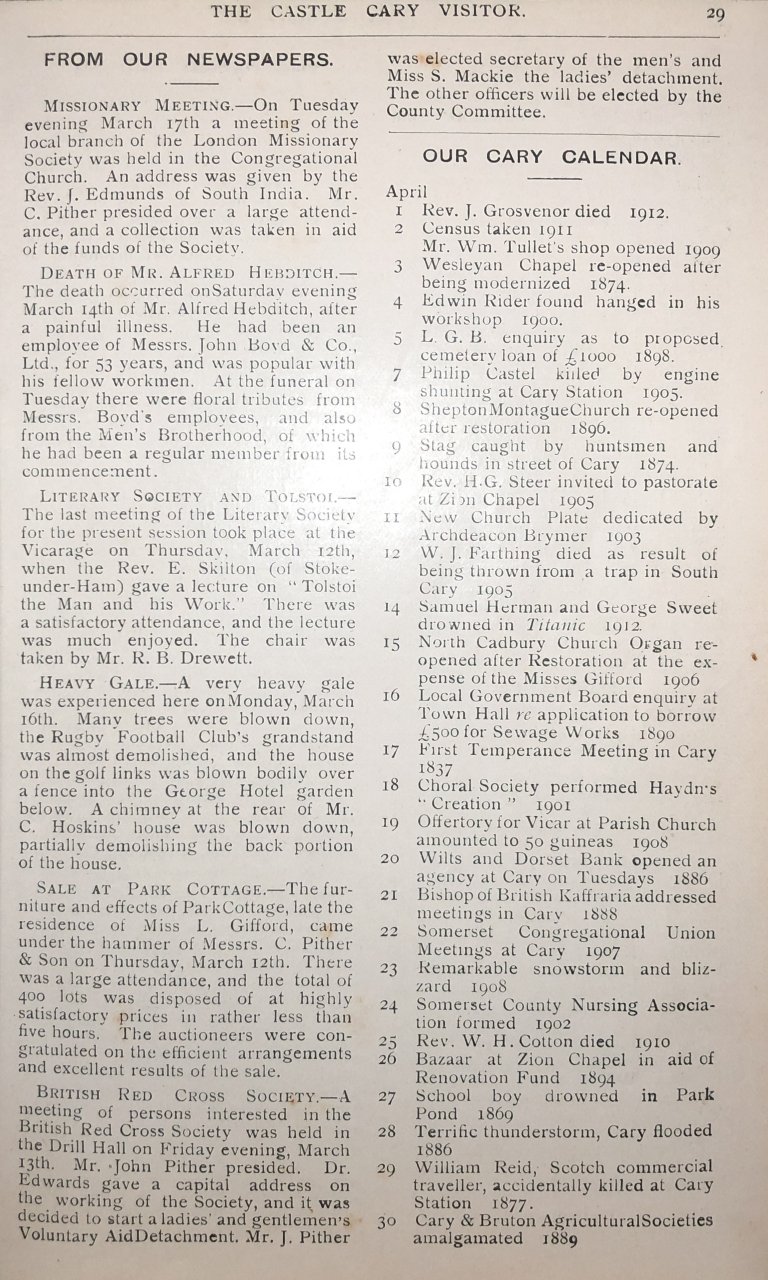 THE CASTLE CARY VISITOR. 29
FROM OUR NEWSPAPERS.
MISSIONARY MEETING.—On Tuesday
evening March 17th a meeting of the
local branch of the London Missionary
Society was held in the Congregational
Church. An address was given by the
Rev. J. Edmunds of South India. Mr.
C. Pither presided over a large attend-
ance, and a collection was taken in aid
of the funds of the Society.
DEATH OF MR. ALFRED HEBDITCH.—
The death occurred onSaturday evening
March 14th of Mr. Alfred Hebditch, after
a painful illness. He had been an
employee of Messrs. John Boyd & Co.,
Ltd., for 53 years, and was popular with
his fellow workmen. At the funeral on
Tuesday there were floral tributes from
Messrs. Boyd's employees, and also
from the Men's Brotherhood, of which
he had been a regular member from its
commencement.
LITERARY SOCIETY AND TOLSTOI.—
The last meeting of the Literary Society
for the present session took place at the
Vicarage on Thursday, March 12th,
when the Rev. E. Skilton (of Stoke-
under-Ham) gave a lecture on "Tolstoi
the Man and his Work." There was
a satisfactory attendance, and the lecture
was much enjoyed. The chair was
taken by Mr. R. B. Drewett.
HEAVY GALE.—A very heavy gale
was experienced here onMonday, March
16th. Many trees were blown down,
the Rugby Football Club's grandstand
was almost demolished, and the house
on the golf links was blown bodily over
a fence into the George Hotel garden
below. A chimney at the rear of Mr.
C. Hoskins' house was blown down,
partially demolishing the back portion
of the house.
SALE AT PARK COTTAGE.—The fur-
niture and effects of ParkCottage, late the
residence of Miss L. Gifford, came
under the hammer of Messrs. C. Pither
& Son on Thursday, March 12th. There
was a large attendance, and the total of
400 lots was disposed of at highly
satisfactory prices in rather less than
five hours. The auctioneers were con-
gratulated on the efficient arrangements
and excellent results of the sale.
BRITISH RED CROSS SOCIETY.—A
meeting of persons interested in the
British Red Cross Society was held in
the Drill Hall on Friday evening, March
13th. Mr. John Pither presided. Dr.
Edwards gave a capital address on
the working of the Society, and it was
decided to start a ladies' and gentlemen's
Voluntary AidDetachment. Mr. J. Pither
was elected secretary of the men's and
Miss S. Mackie the ladies' detachment.
The other officers will be elected by the
County Committee.
OUR CARY CALENDAR.
April
1 Rev. J. Grosvenor died 1912.
2 Census taken 1911
Mr. Wm. Tullet's shop opened 1909
3 Wesleyan Chapel re-opened after
being modernized 1874.
4 Edwin Rider found hanged in his
workshop 1900.
5 L. G. B. enquiry as to proposed
cemetery loan of £1000 1898.
7 Philip Castel killed by engine
shunting at Cary Station 1905.
8 SheptonMontagueChurch re-opened
after restoration 1896.
9 Stag caught by huntsmen and
hounds in street of Cary 1874.
10 Rev. H.G. Steer invited to pastorate
at Zion Chapel 1905
11 New Church Plate dedicated by
Archdeacon Brymer 1903
12 W. J. Farthing died as result of
being thrown from a trap in South
Cary 1905
14 Samuel Herman and George Sweet
drowned in Titanic 1912.
15 North Cadbury Church Organ re-
opened after Restoration at the ex-
pense of the Misses Gifford 1906
16 Local Government Board enquiry at
Town Hall re application to borrow
£500 for Sewage Works 1890
17 First Temperance Meeting in Cary
1837
18 Choral Society performed Haydn's
"Creation" 1901
19 Offertory for Vicar at Parish Church
amounted to 50 guineas 1908
20 Wilts and Dorset Bank opened an
agency at Cary on Tuesdays 1886
21 Bishop of British Kaffraria addressed
meetings in Cary 1888
22 Somerset Congregational Union
Meetings at Cary 1907
23 Remarkable snowstorm and bliz-
zard 1908
24 Somerset County Nursing Associa-
tion formed 1902
25 Rev. W. H. Cotton died 1910
26 Bazaar at Zion Chapel in aid of
Renovation Fund 1894
27 School boy drowned in Park
Pond 1869
28 Terrific thunderstorm, Cary flooded
1886
29 William Reid, Scotch commercial
traveller, accidentally killed at Cary
Station 1877.
30 Cary & Bruton AgriculturalSocieties
amalgamated 1889